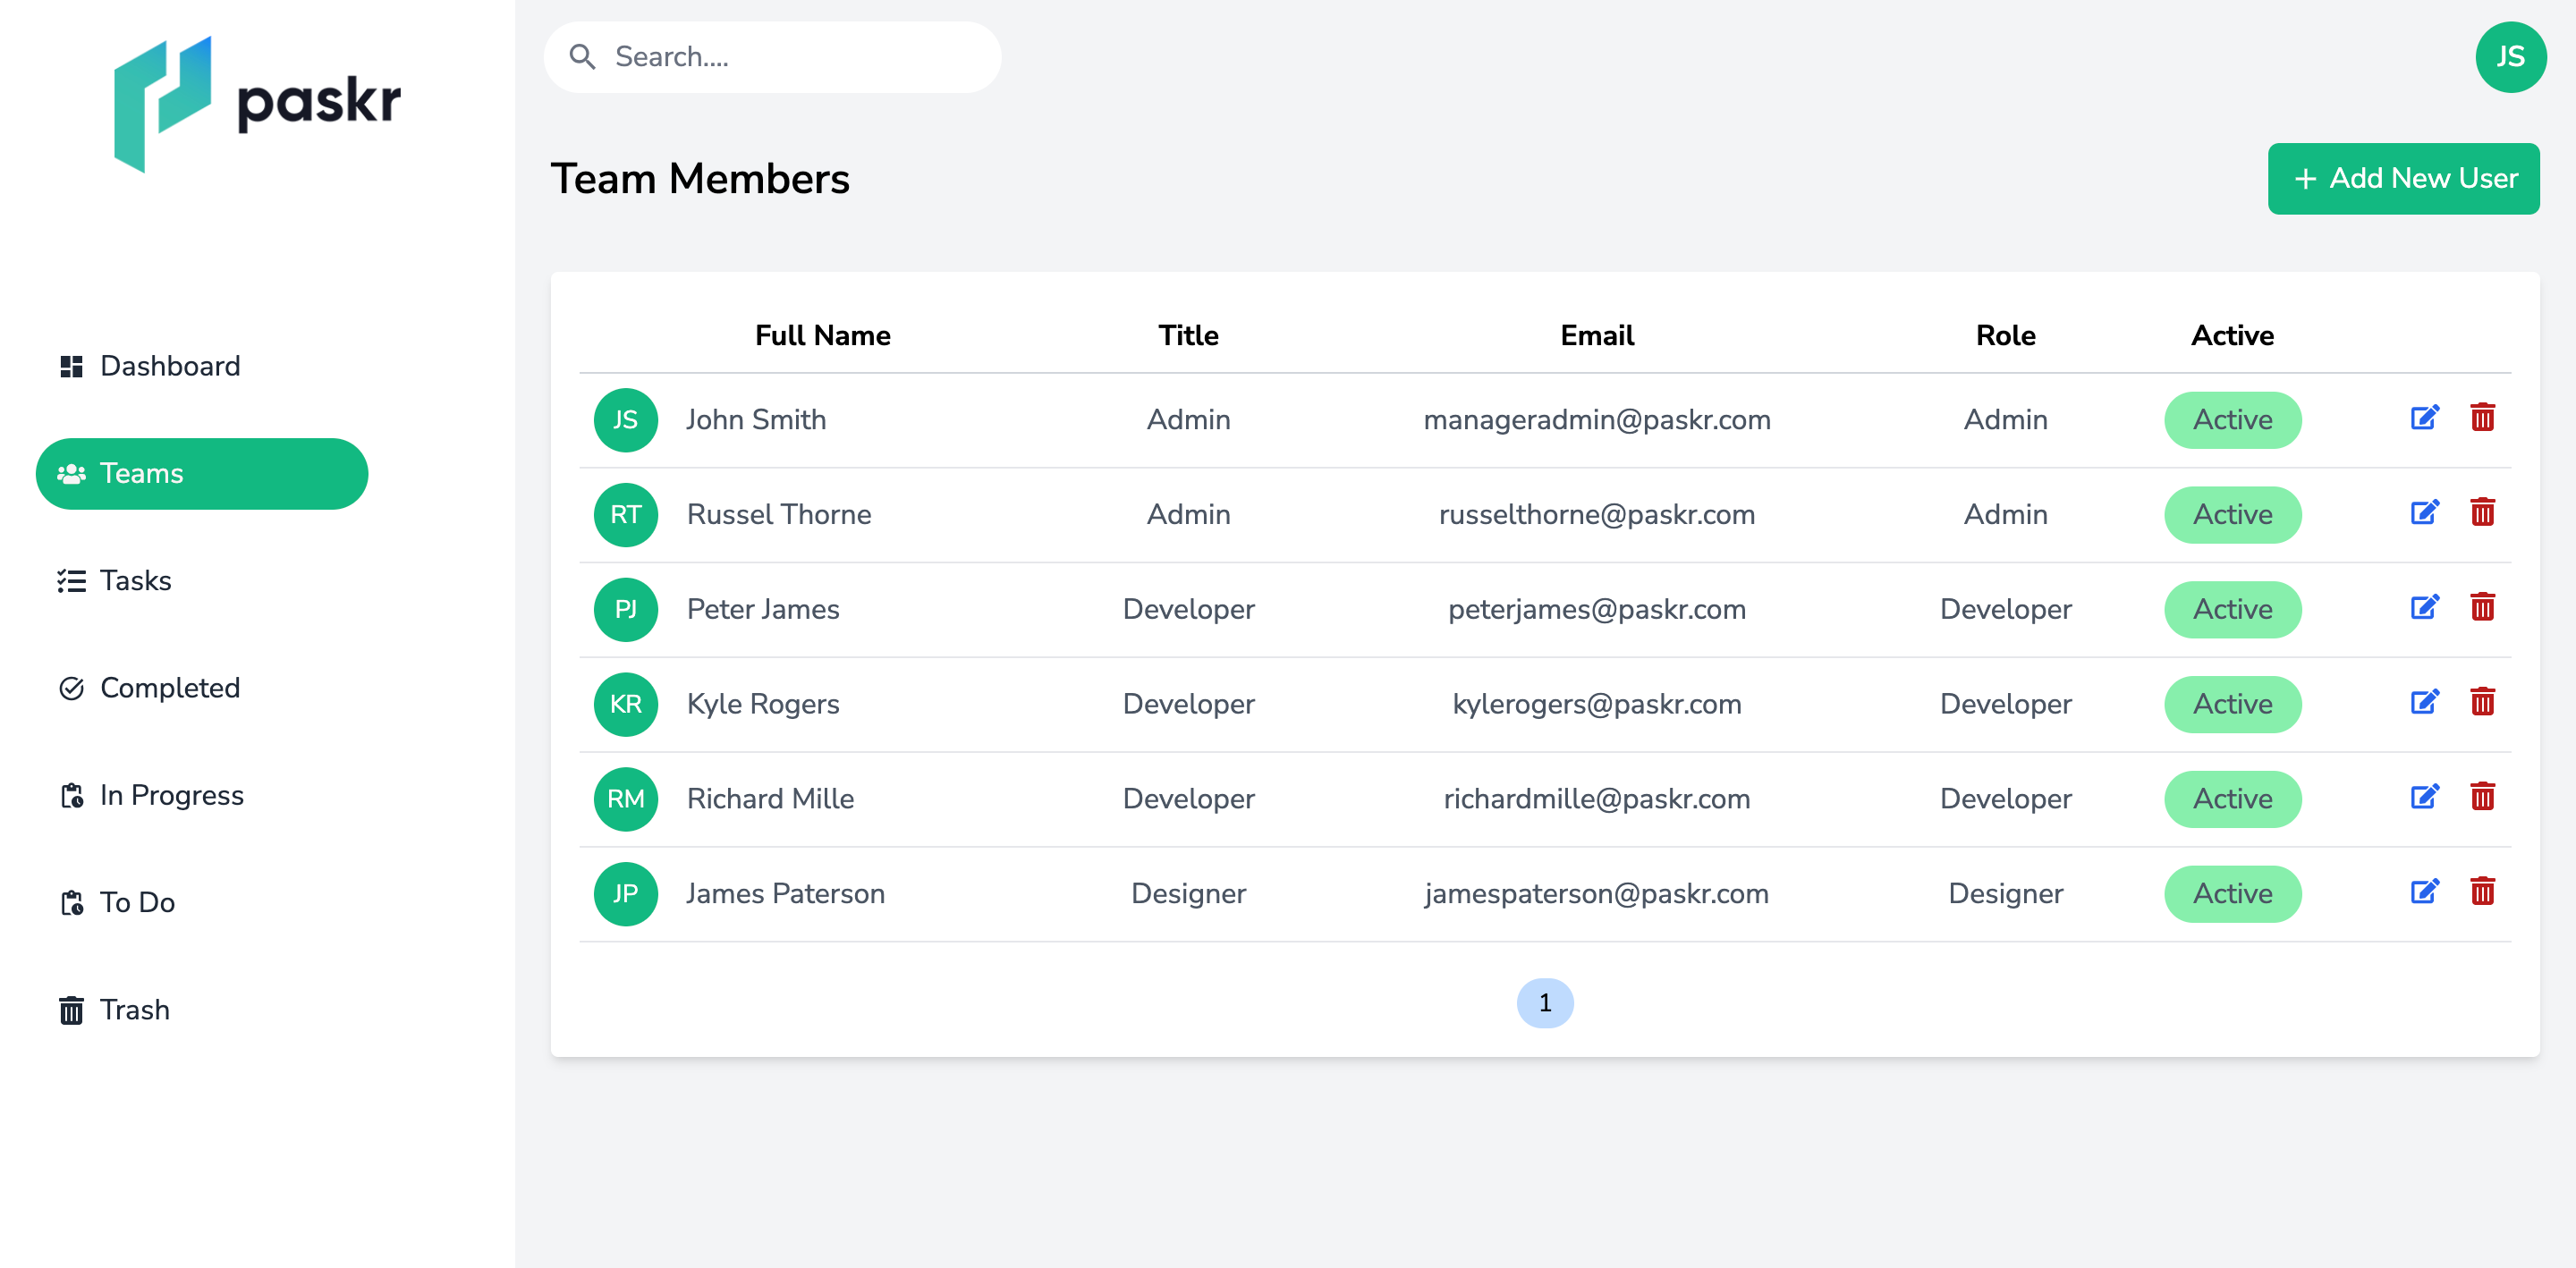 paskr
Dashboard
Teams
Tasks
Completed
In Progress
To Do
Trash
Search....
JS
Team Members
+ Add New User
Full Name Title Email Role Active
JS John Smith Admin manageradmin@paskr.com Admin Active
RT Russel Thorne Admin russelthorne@paskr.com Admin Active
PJ Peter James Developer peterjames@paskr.com Developer Active
KR Kyle Rogers Developer kylerogers@paskr.com Developer Active
RM Richard Mille Developer richardmille@paskr.com Developer Active
JP James Paterson Designer jamespaterson@paskr.com Designer Active
1